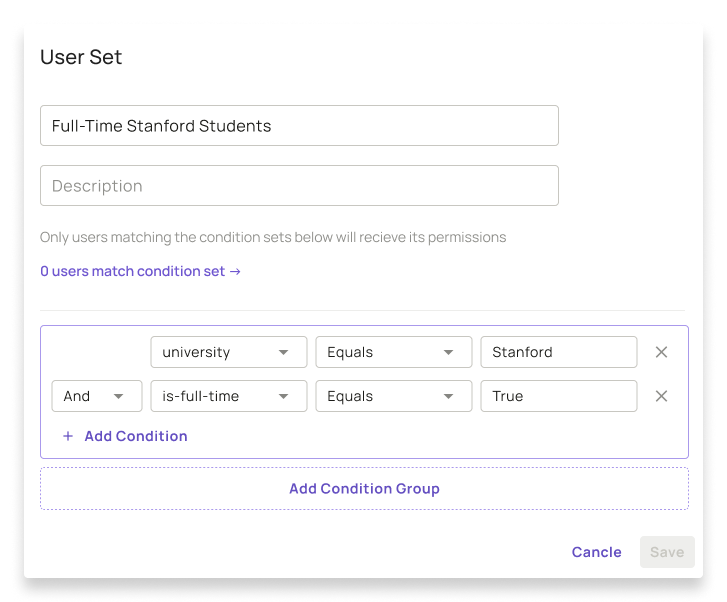 User Set
Full-Time Stanford Students
Description
Only users matching the condition sets below will recieve its permissions
0 users match condition set →
university Equals Stanford ×
And is-full-time Equals True ×
+ Add Condition
Add Condition Group
Cancle Save